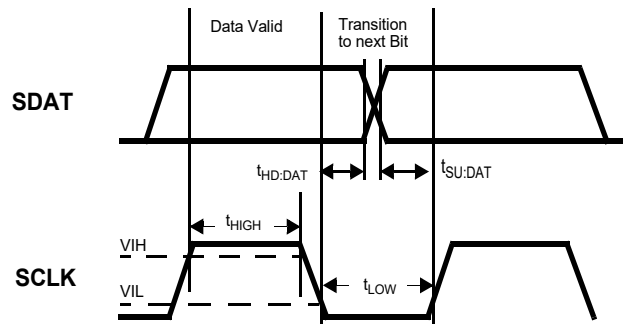 Data Valid
Transition
to next Bit
SDAT
tHD:DAT
tSU:DAT
tHIGH
VIH
SCLK
VIL
tLOW